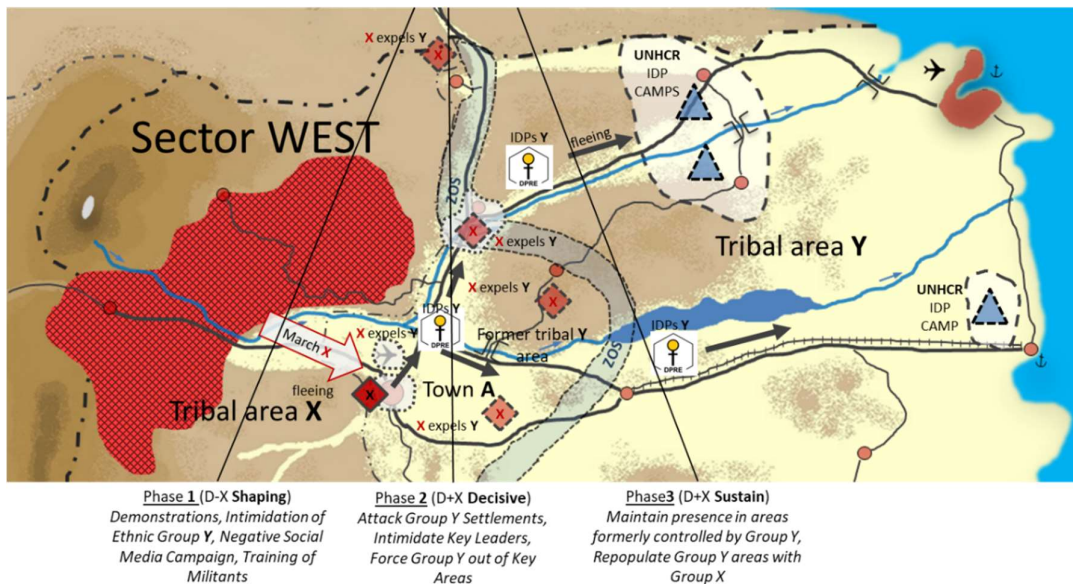 X expels Y
UNHCR
IDP
CAMPS
Sector WEST
IDPs Y
fleeing
DPRE
ZOS
X
X
X expels Y
Tribal area Y
X expels Y
X
UNHCR
IDP
CAMP
March X
X expels Y
IDPs Y
DPRE
Former tribal Y
area
IDPs Y
DPRE
ZOS
fleeing
X
Tribal area X
Town A
X
X expels Y
Phase 1 (D-X Shaping)
Demonstrations, Intimidation of
Ethnic Group Y, Negative Social
Media Campaign, Training of
Militants
Phase 2 (D+X Decisive)
Attack Group Y Settlements,
Intimidate Key Leaders,
Force Group Y out of Key
Areas
Phase3 (D+X Sustain)
Maintain presence in areas
formerly controlled by Group Y,
Repopulate Group Y areas with
Group X